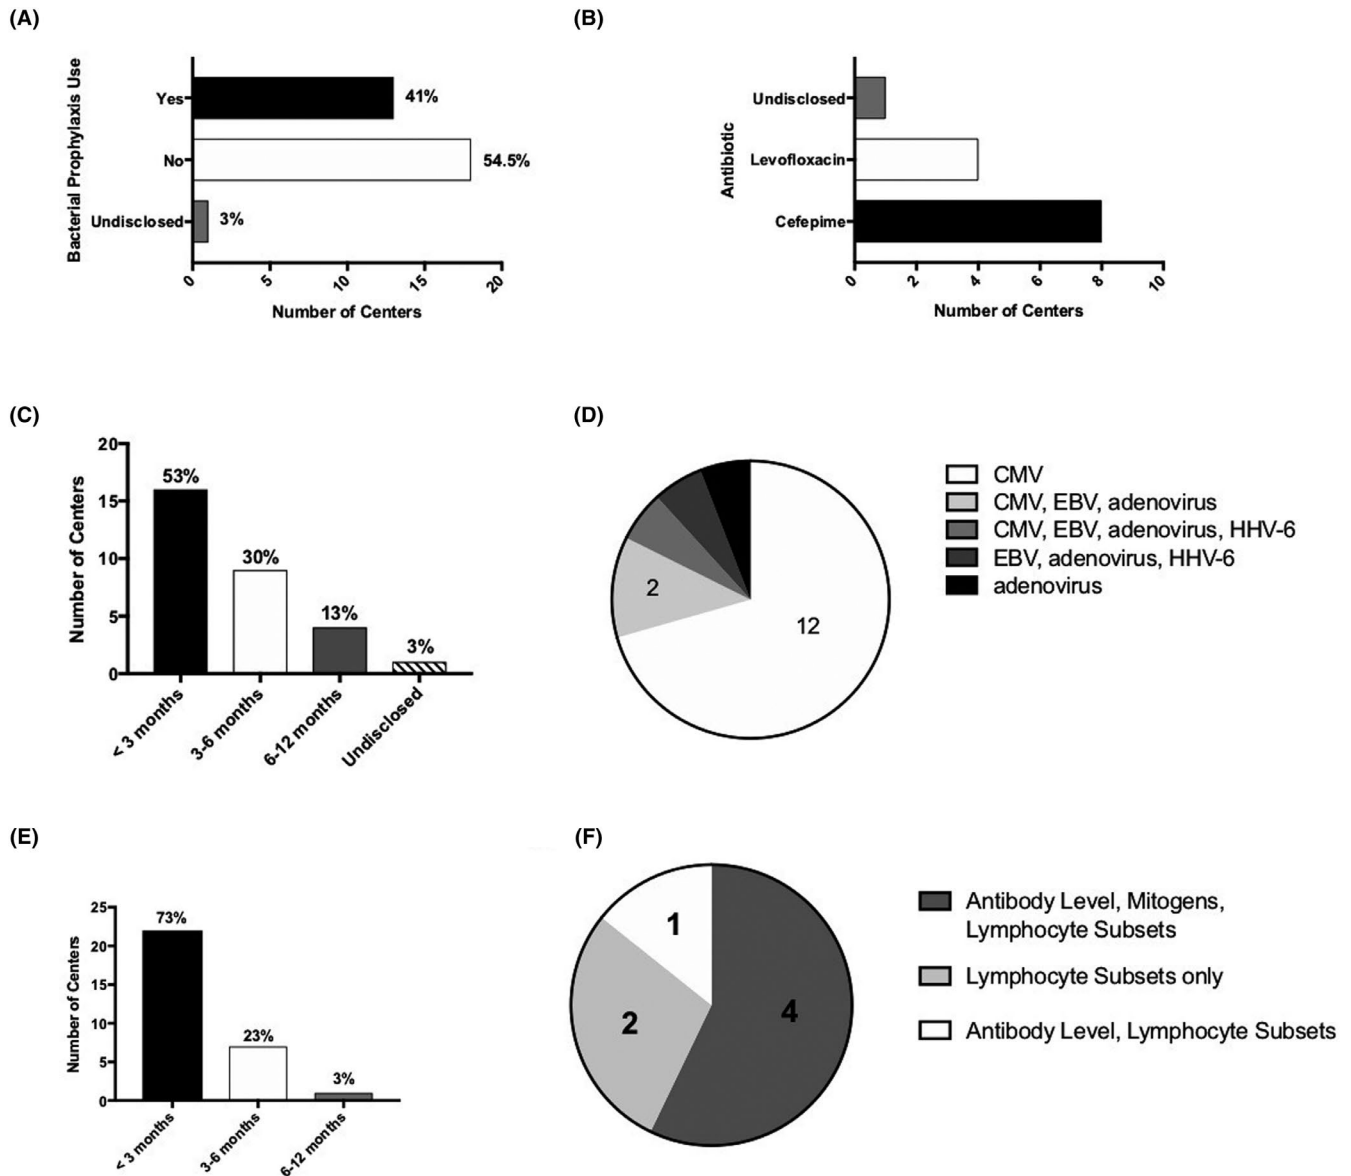 (A)
Bacterial Prophylaxis Use
Yes
41%
No
54.5%
Undisclosed
3%
0 5 10 15 20
Number of Centers
(B)
Antibiotic
Undisclosed
Levofloxacin
Cefepime
0 2 4 6 8 10
Number of Centers
(C)
Number of Centers
20
15
10
5
0
53%
30%
13%
3%
< 3 months
3-6 months
6-12 months
Undisclosed
(D)
2
12
CMV
CMV, EBV, adenovirus
CMV, EBV, adenovirus, HHV-6
EBV, adenovirus, HHV-6
adenovirus
(E)
Number of Centers
25
20
15
10
5
0
73%
23%
3%
< 3 months
3-6 months
6-12 months
(F)
1
2
4
Antibody Level, Mitogens,
Lymphocyte Subsets
Lymphocyte Subsets only
Antibody Level, Lymphocyte Subsets